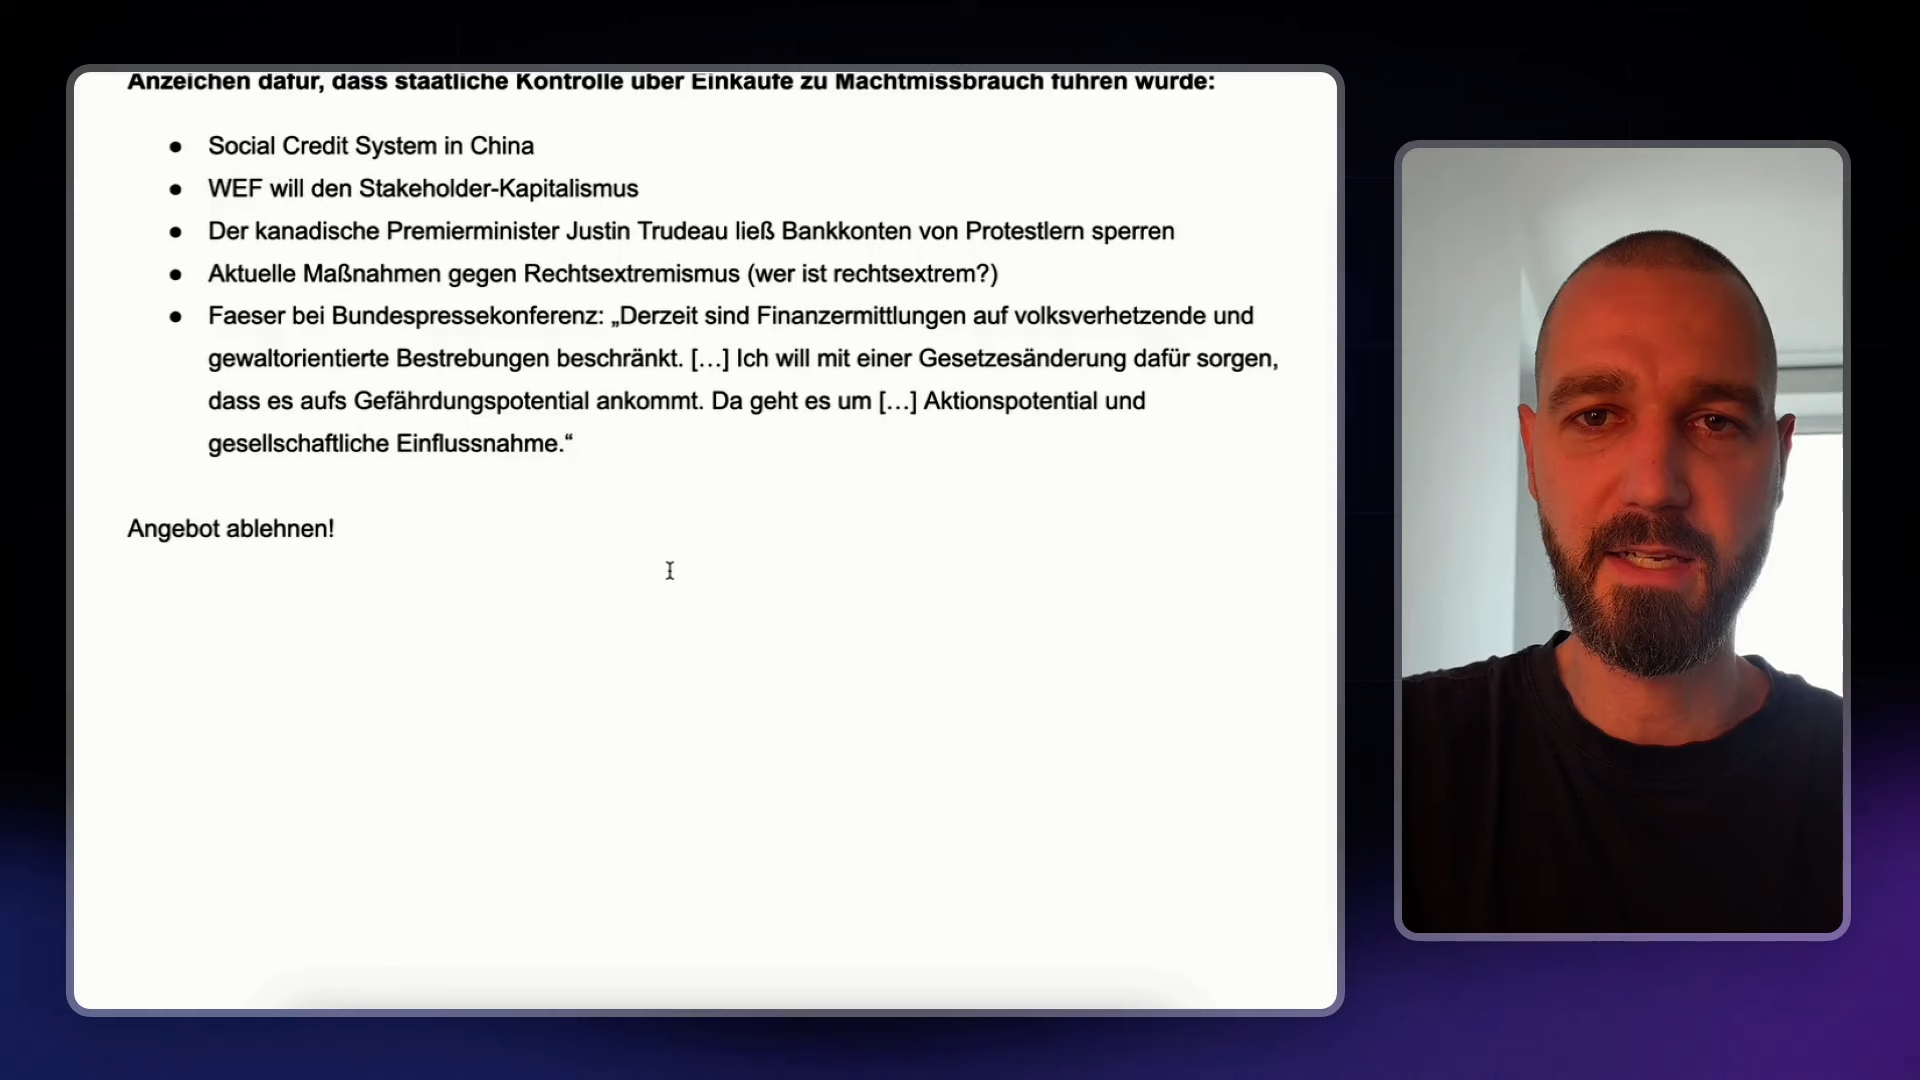 Anzeichen dafür, dass staatliche Kontrolle über Einkäufe zu Machtmissbrauch führen würde:
● Social Credit System in China
● WEF will den Stakeholder-Kapitalismus
● Der kanadische Premierminister Justin Trudeau ließ Bankkonten von Protestlern sperren
● Aktuelle Maßnahmen gegen Rechtsextremismus (wer ist rechtsextrem?)
● Faeser bei Bundespressekonferenz: „Derzeit sind Finanzermittlungen auf volksverhetzende und
gewaltorientierte Bestrebungen beschränkt. […] Ich will mit einer Gesetzesänderung dafür sorgen,
dass es aufs Gefährdungspotential ankommt. Da geht es um […] Aktionspotential und
gesellschaftliche Einflussnahme.“
Angebot ablehnen!